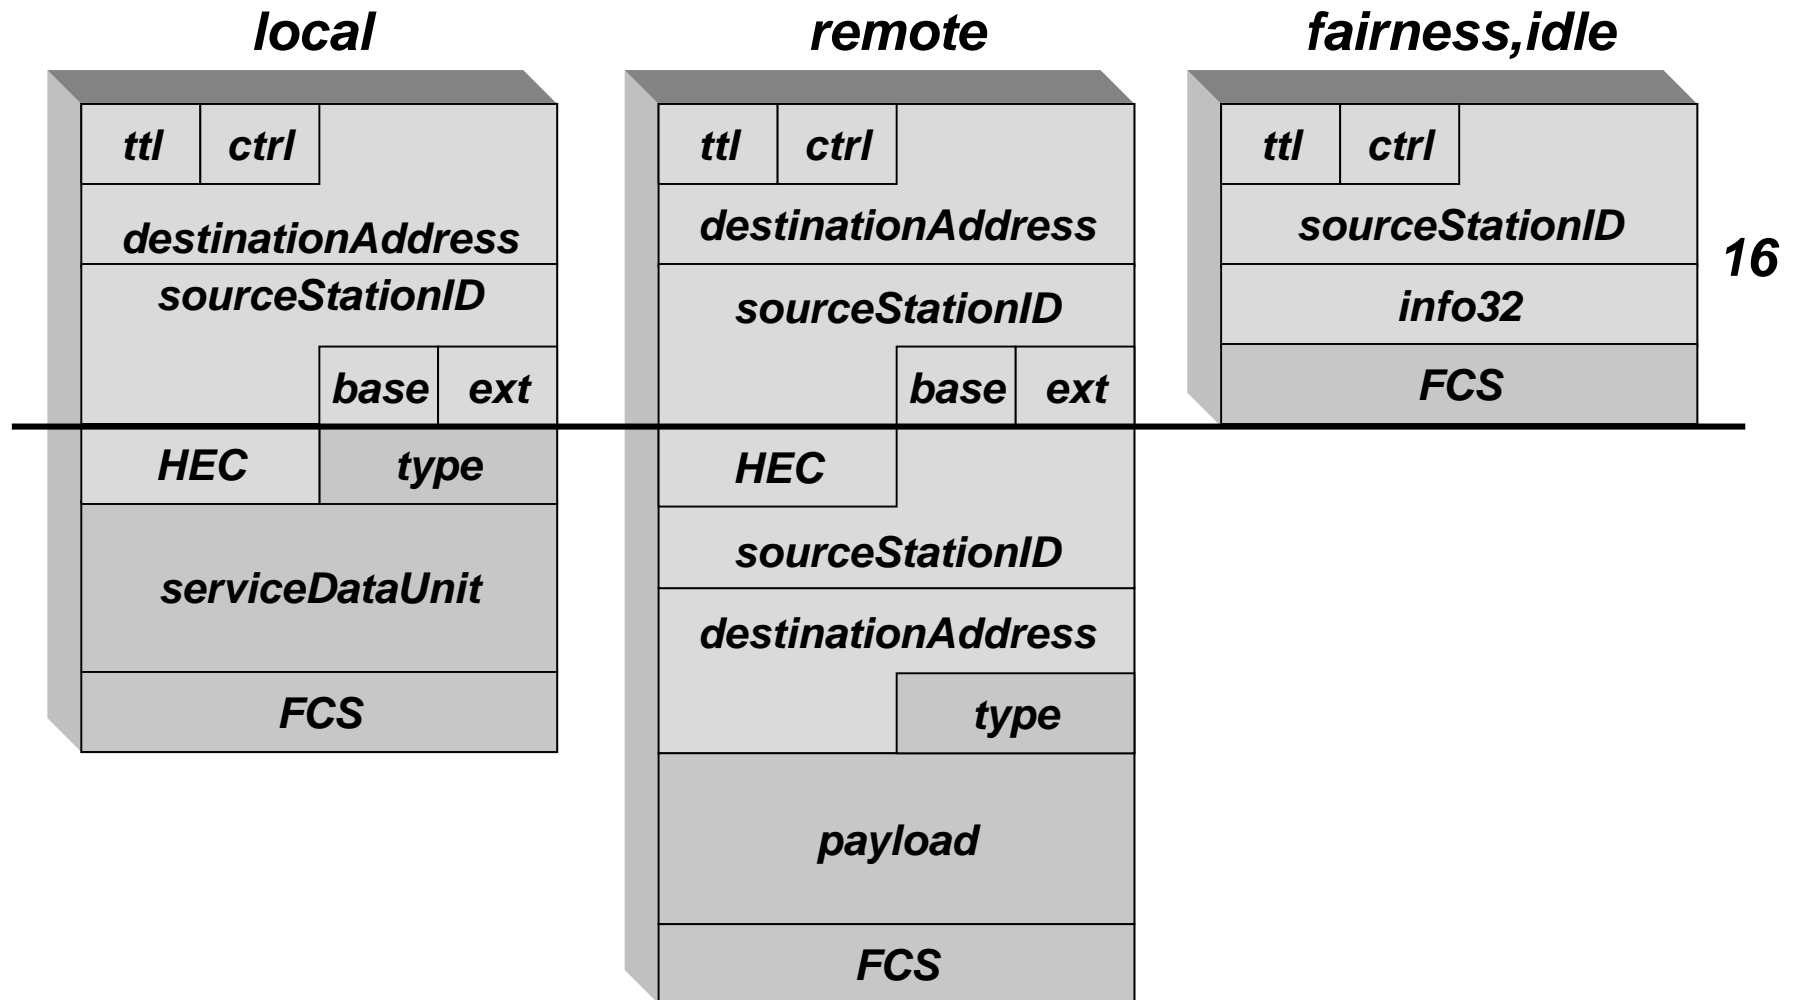 local
ttl ctrl
destinationAddress
sourceStationID
base ext
HEC type
serviceDataUnit
FCS
remote
ttl ctrl
destinationAddress
sourceStationID
base ext
HEC
sourceStationID
destinationAddress
type
payload
FCS
fairness,idle
ttl ctrl
sourceStationID
info32
FCS
16